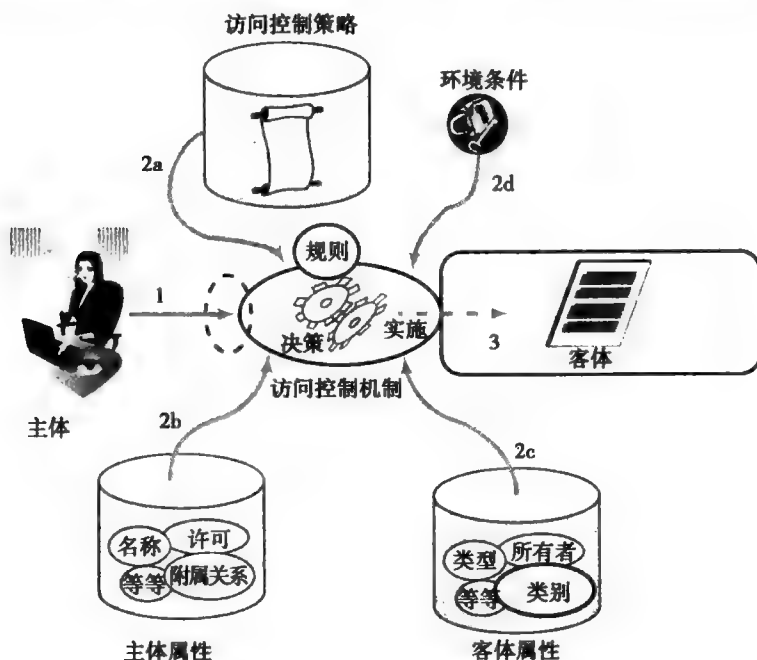 访问控制策略
环境条件
2a
2d
规则
1
决策
实施
3
客体
访问控制机制
主体
2b
2c
名称
许可
等等
附属关系
类型
所有者
等等
类别
主体属性
客体属性